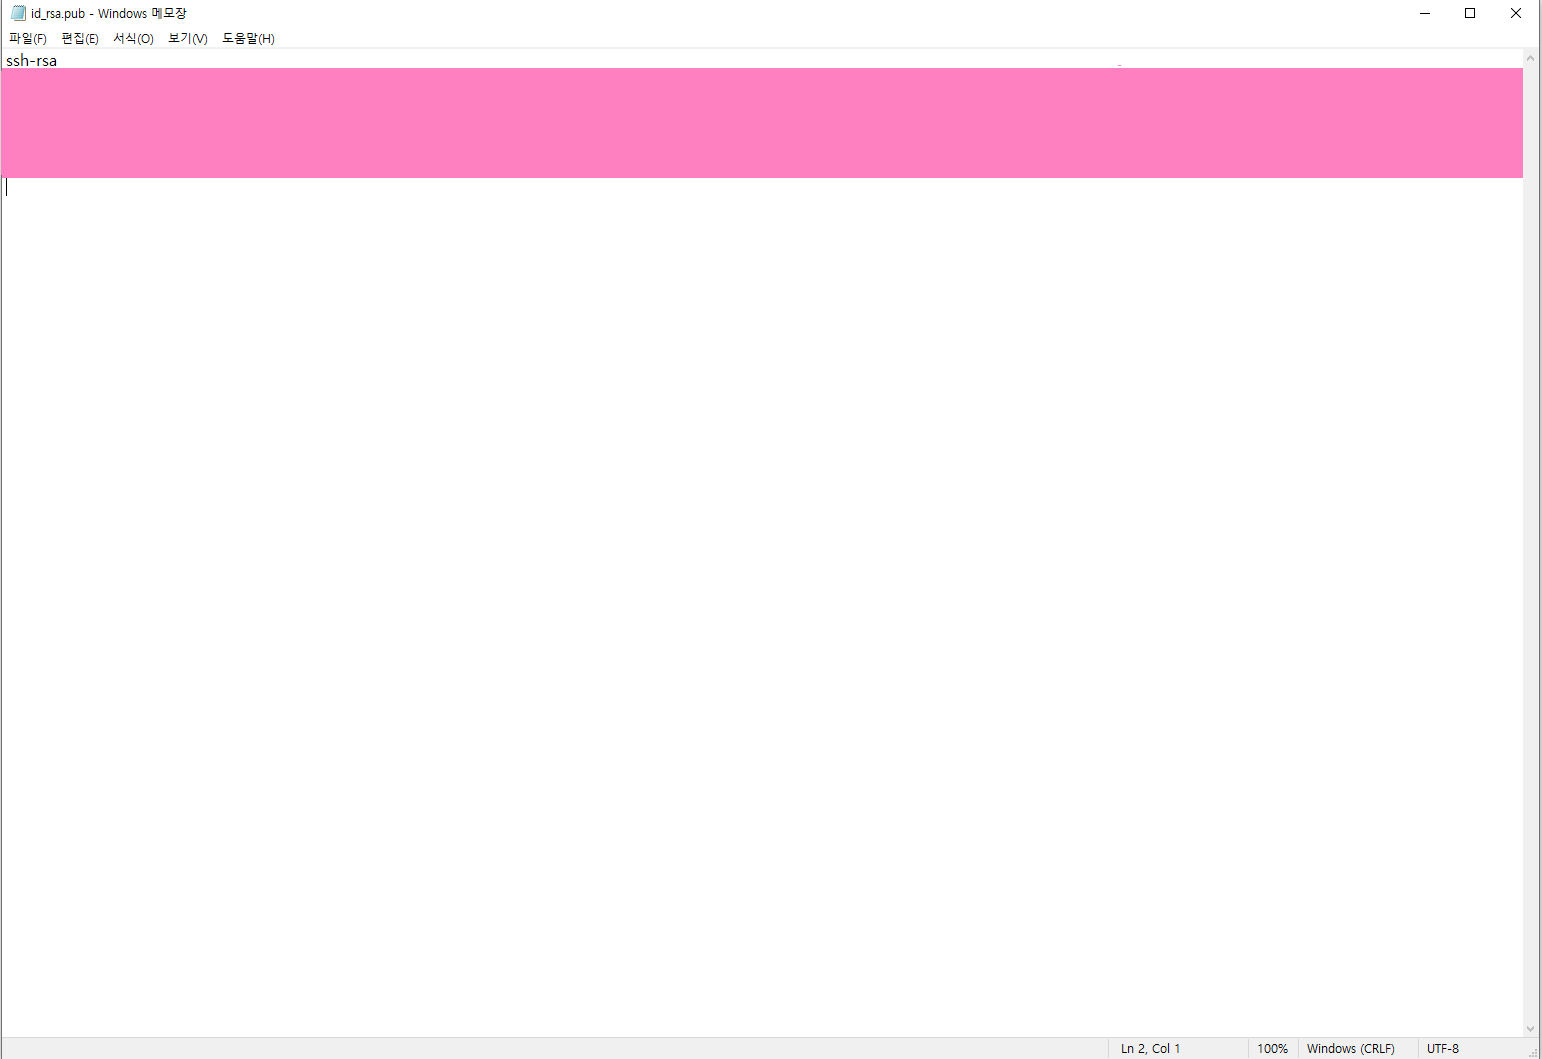 id_rsa.pub - Windows 메모장
파일(F) 편집(E) 서식(O) 보기(V) 도움말(H)
ssh-rsa
Ln 2, Col 1 100% Windows (CRLF) UTF-8